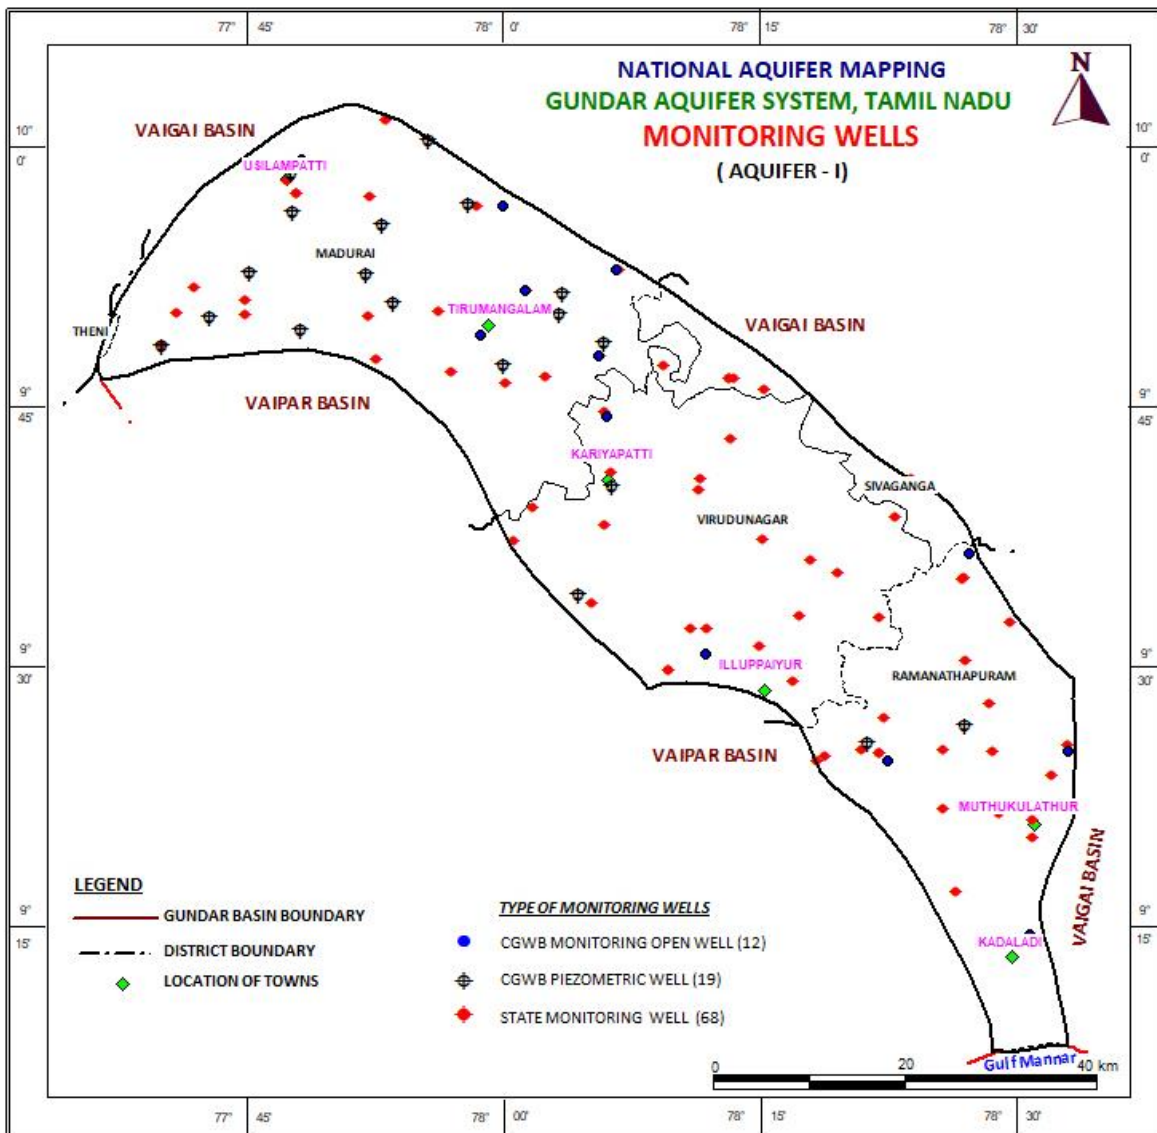 77° 45'
78° 0'
78° 15'
78° 30'
NATIONAL AQUIFER MAPPING
GUNDAR AQUIFER SYSTEM, TAMIL NADU
MONITORING WELLS
( AQUIFER - I)
N
10° 0'
10° 0'
VAIGAI BASIN
USILAMPATTI
MADURAI
TIRUMANGALAM
THENI
VAIGAI BASIN
VAIPAR BASIN
9° 45'
9° 45'
KARIYAPATTI
SIVAGANGA
VIRUDUNAGAR
9° 30'
9° 30'
ILLUPPAIYUR
RAMANATHAPURAM
VAIPAR BASIN
MUTHUKULATHUR
VAIGAI BASIN
KADALADI
9° 15'
9° 15'
LEGEND
GUNDAR BASIN BOUNDARY
DISTRICT BOUNDARY
LOCATION OF TOWNS
TYPE OF MONITORING WELLS
CGWB MONITORING OPEN WELL (12)
CGWB PIEZOMETRIC WELL (19)
STATE MONITORING WELL (68)
Gulf Mannar
0 20 40 km
77° 45'
78° 00'
78° 15'
78° 30'